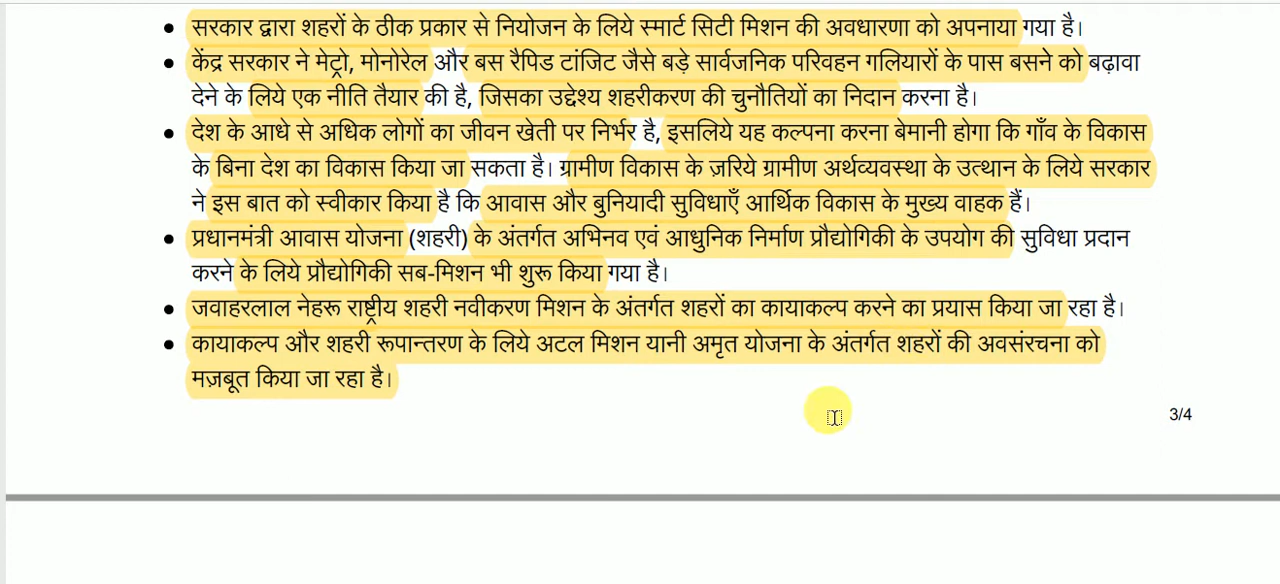 • सरकार द्वारा शहरों के ठीक प्रकार से नियोजन के लिये स्मार्ट सिटी मिशन की अवधारणा को अपनाया गया है।
• केंद्र सरकार ने मेट्रो, मोनोरेल और बस रैपिड टांजिट जैसे बड़े सार्वजनिक परिवहन गलियारों के पास बसने को बढ़ावा
देने के लिये एक नीति तैयार की है, जिसका उद्देश्य शहरीकरण की चुनौतियों का निदान करना है।
• देश के आधे से अधिक लोगों का जीवन खेती पर निर्भर है, इसलिये यह कल्पना करना बेमानी होगा कि गाँव के विकास
के बिना देश का विकास किया जा सकता है। ग्रामीण विकास के ज़रिये ग्रामीण अर्थव्यवस्था के उत्थान के लिये सरकार
ने इस बात को स्वीकार किया है कि आवास और बुनियादी सुविधाएँ आर्थिक विकास के मुख्य वाहक हैं।
• प्रधानमंत्री आवास योजना (शहरी) के अंतर्गत अभिनव एवं आधुनिक निर्माण प्रौद्योगिकी के उपयोग की सुविधा प्रदान
करने के लिये प्रौद्योगिकी सब-मिशन भी शुरू किया गया है।
• जवाहरलाल नेहरू राष्ट्रीय शहरी नवीकरण मिशन के अंतर्गत शहरों का कायाकल्प करने का प्रयास किया जा रहा है।
• कायाकल्प और शहरी रूपान्तरण के लिये अटल मिशन यानी अमृत योजना के अंतर्गत शहरों की अवसंरचना को
मज़बूत किया जा रहा है।
3/4